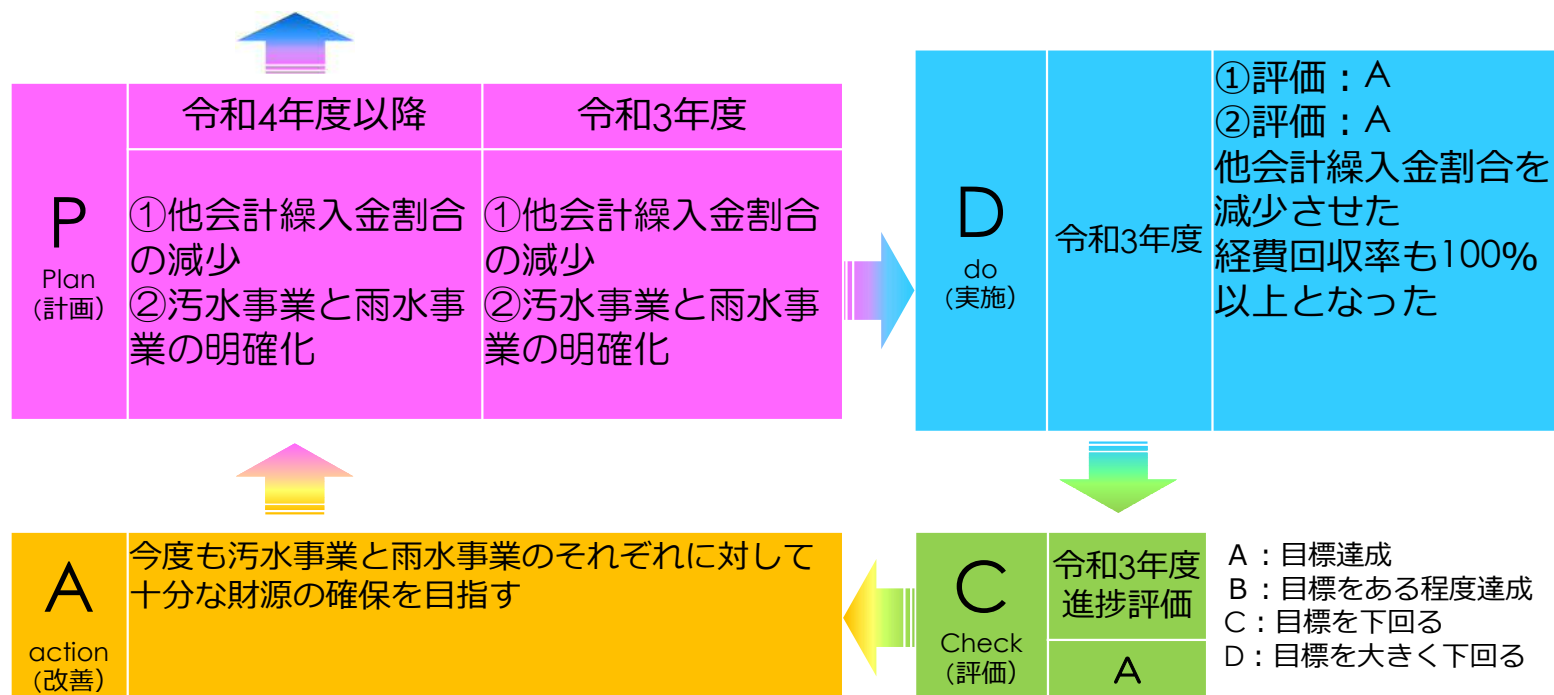 P
Plan
(計画)
令和4年度以降
①他会計繰入金割合
の減少
②汚水事業と雨水事
業の明確化
令和3年度
①他会計繰入金割合
の減少
②汚水事業と雨水事
業の明確化
D
do
(実施)
令和3年度
①評価：A
②評価：A
他会計繰入金割合を
減少させた
経費回収率も100%
以上となった
C
Check
(評価)
令和3年度
進捗評価
A
A：目標達成
B：目標をある程度達成
C：目標を下回る
D：目標を大きく下回る
A
action
(改善)
今度も汚水事業と雨水事業のそれぞれに対して
十分な財源の確保を目指す